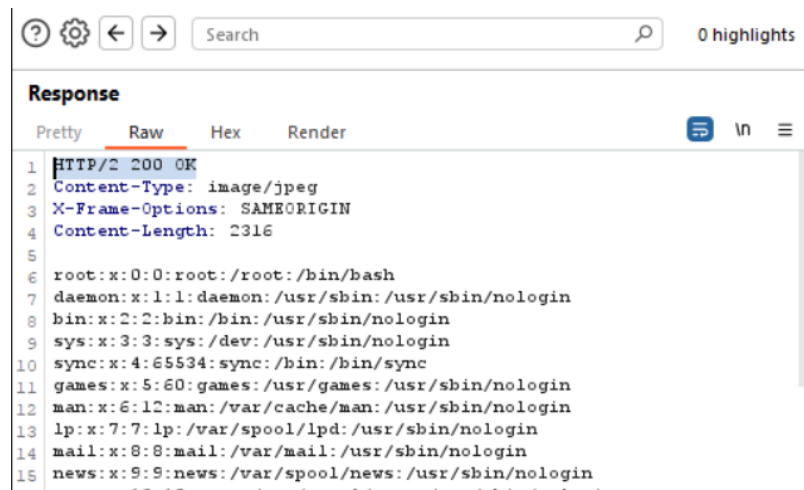 Search 0 highlights
Response
Pretty Raw Hex Render \n
1 HTTP/2 200 OK
2 Content-Type: image/jpeg
3 X-Frame-Options: SAMEORIGIN
4 Content-Length: 2316
5
6 root:x:0:0:root:/root:/bin/bash
7 daemon:x:1:1:daemon:/usr/sbin:/usr/sbin/nologin
8 bin:x:2:2:bin:/bin:/usr/sbin/nologin
9 sys:x:3:3:sys:/dev:/usr/sbin/nologin
10 sync:x:4:65534:sync:/bin:/bin/sync
11 games:x:5:60:games:/usr/games:/usr/sbin/nologin
12 man:x:6:12:man:/var/cache/man:/usr/sbin/nologin
13 lp:x:7:7:lp:/var/spool/lpd:/usr/sbin/nologin
14 mail:x:8:8:mail:/var/mail:/usr/sbin/nologin
15 news:x:9:9:news:/var/spool/news:/usr/sbin/nologin